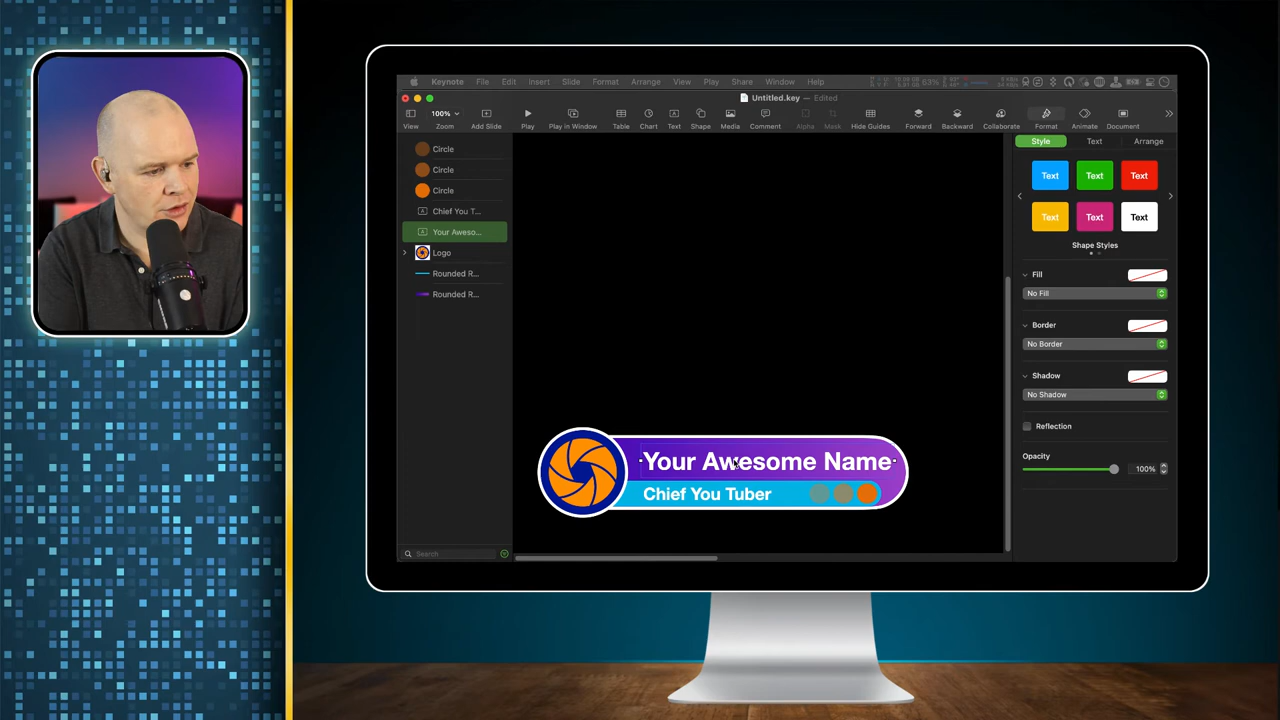 Keynote File Edit Insert Slide Format Arrange View Play Share Window Help
63%
Untitled.key — Edited
100%
View Zoom Add Slide Play Play in Window Table Chart Text Shape Media Comment Alpha Mask Hide Guides Forward Backward Collaborate Format Animate Document
Circle
Circle
Circle
Chief You T...
Your Aweso...
Logo
Rounded R...
Rounded R...
Search
Your Awesome Name
Chief You Tuber
Style Text Arrange
Text Text Text
Text Text Text
Shape Styles
Fill
No Fill
Border
No Border
Shadow
No Shadow
Reflection
Opacity
100%